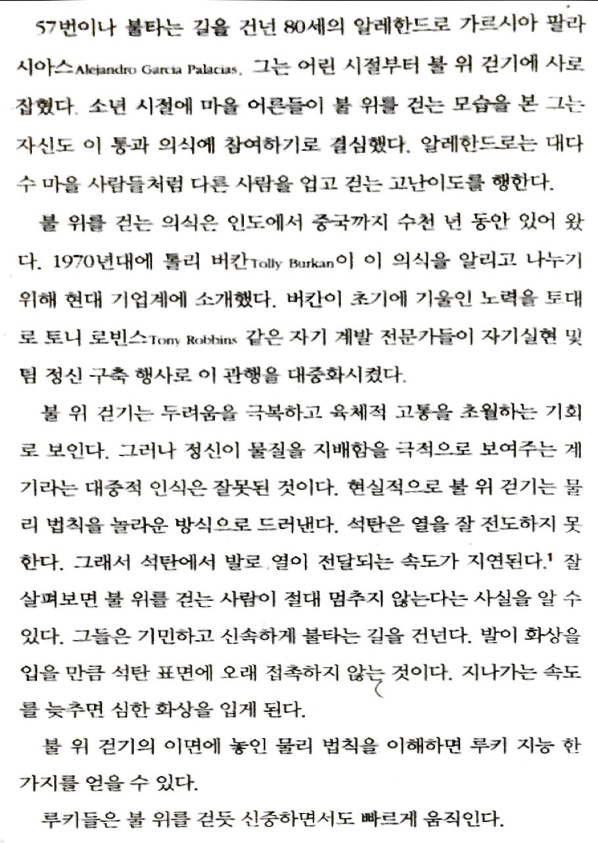 57번이나 불타는 길을 건넌 80세의 알레한드로 가르시아 팔라
시아스Alejandro Garcia Palacias. 그는 어린 시절부터 불 위 걷기에 사로
잡혔다. 소년 시절에 마을 어른들이 불 위를 걷는 모습을 본 그는
자신도 이 통과 의식에 참여하기로 결심했다. 알레한드로는 대다
수 마을 사람들처럼 다른 사람을 업고 걷는 고난이도를 행한다.
불 위를 걷는 의식은 인도에서 중국까지 수천 년 동안 있어 왔
다. 1970년대에 톨리 버칸Tolly Burkan이 이 의식을 알리고 나누기
위해 현대 기업계에 소개했다. 버칸이 초기에 기울인 노력을 토대
로 토니 로빈스Tony Robbins 같은 자기 계발 전문가들이 자기실현 및
팀 정신 구축 행사로 이 관행을 대중화시켰다.
불 위 걷기는 두려움을 극복하고 육체적 고통을 초월하는 기회
로 보인다. 그러나 정신이 물질을 지배함을 극적으로 보여주는 계
기라는 대중적 인식은 잘못된 것이다. 현실적으로 불 위 걷기는 물
리 법칙을 놀라운 방식으로 드러낸다. 석탄은 열을 잘 전도하지 못
한다. 그래서 석탄에서 발로 열이 전달되는 속도가 지연된다.¹ 잘
살펴보면 불 위를 걷는 사람이 절대 멈추지 않는다는 사실을 알 수
있다. 그들은 기민하고 신속하게 불타는 길을 건넌다. 발이 화상을
입을 만큼 석탄 표면에 오래 접촉하지 않는 것이다. 지나가는 속도
를 늦추면 심한 화상을 입게 된다.
불 위 걷기의 이면에 놓인 물리 법칙을 이해하면 루키 지능 한
가지를 얻을 수 있다.
루키들은 불 위를 걷듯 신중하면서도 빠르게 움직인다.